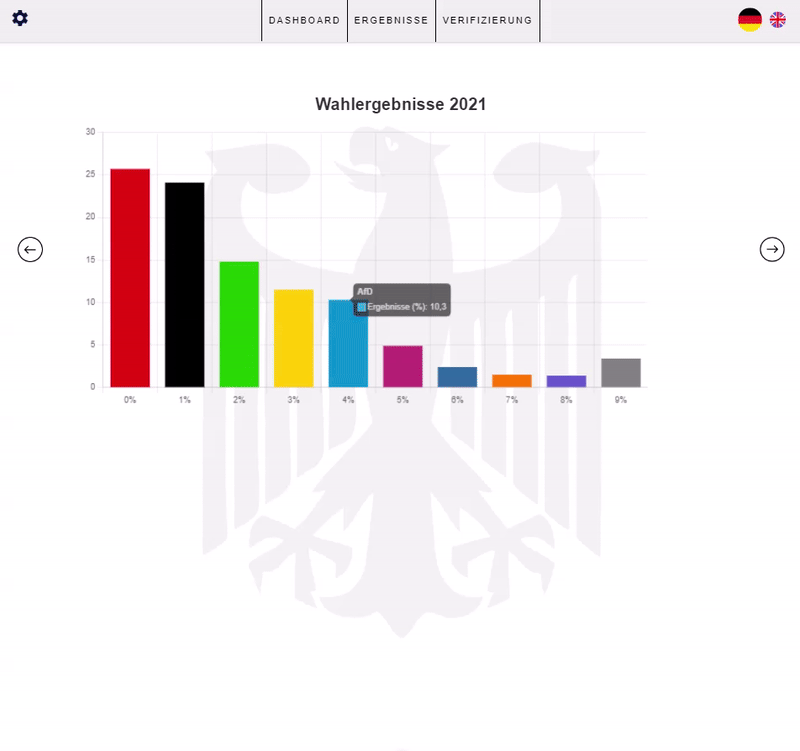 DASHBOARD ERGEBNISSE VERIFIZIERUNG
Wahlergebnisse 2021
30
25
20
15
10
5
0
AfD
Ergebnisse (%): 10,3
0% 1% 2% 3% 4% 5% 6% 7% 8% 9%